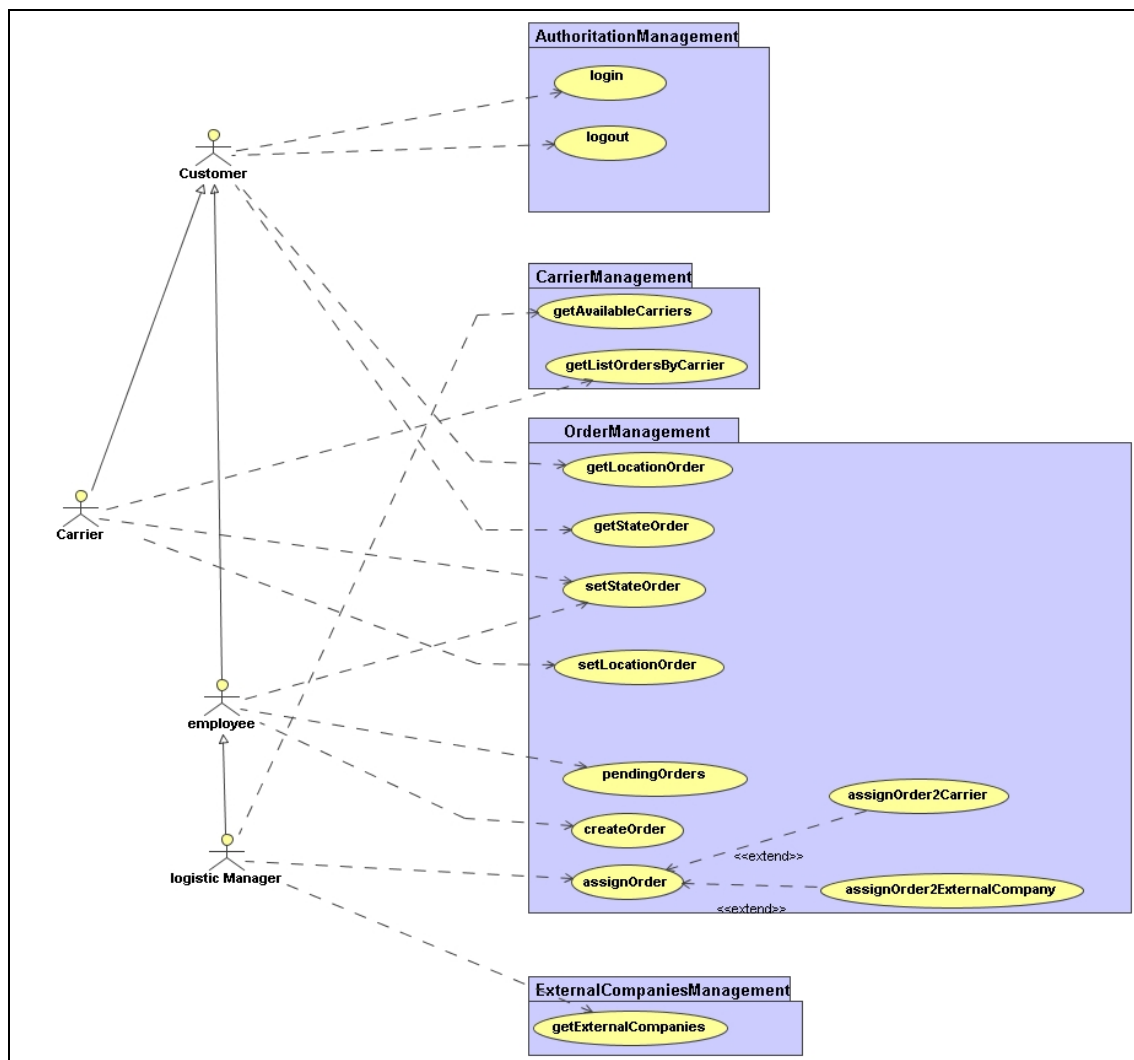 AuthoritationManagement
login
logout
Customer
CarrierManagement
getAvailableCarriers
getListOrdersByCarrier
OrderManagement
getLocationOrder
getStateOrder
Carrier
setStateOrder
setLocationOrder
employee
pendingOrders
assignOrder2Carrier
createOrder
<<extend>>
logistic Manager
assignOrder
assignOrder2ExternalCompany
<<extend>>
ExternalCompaniesManagement
getExternalCompanies